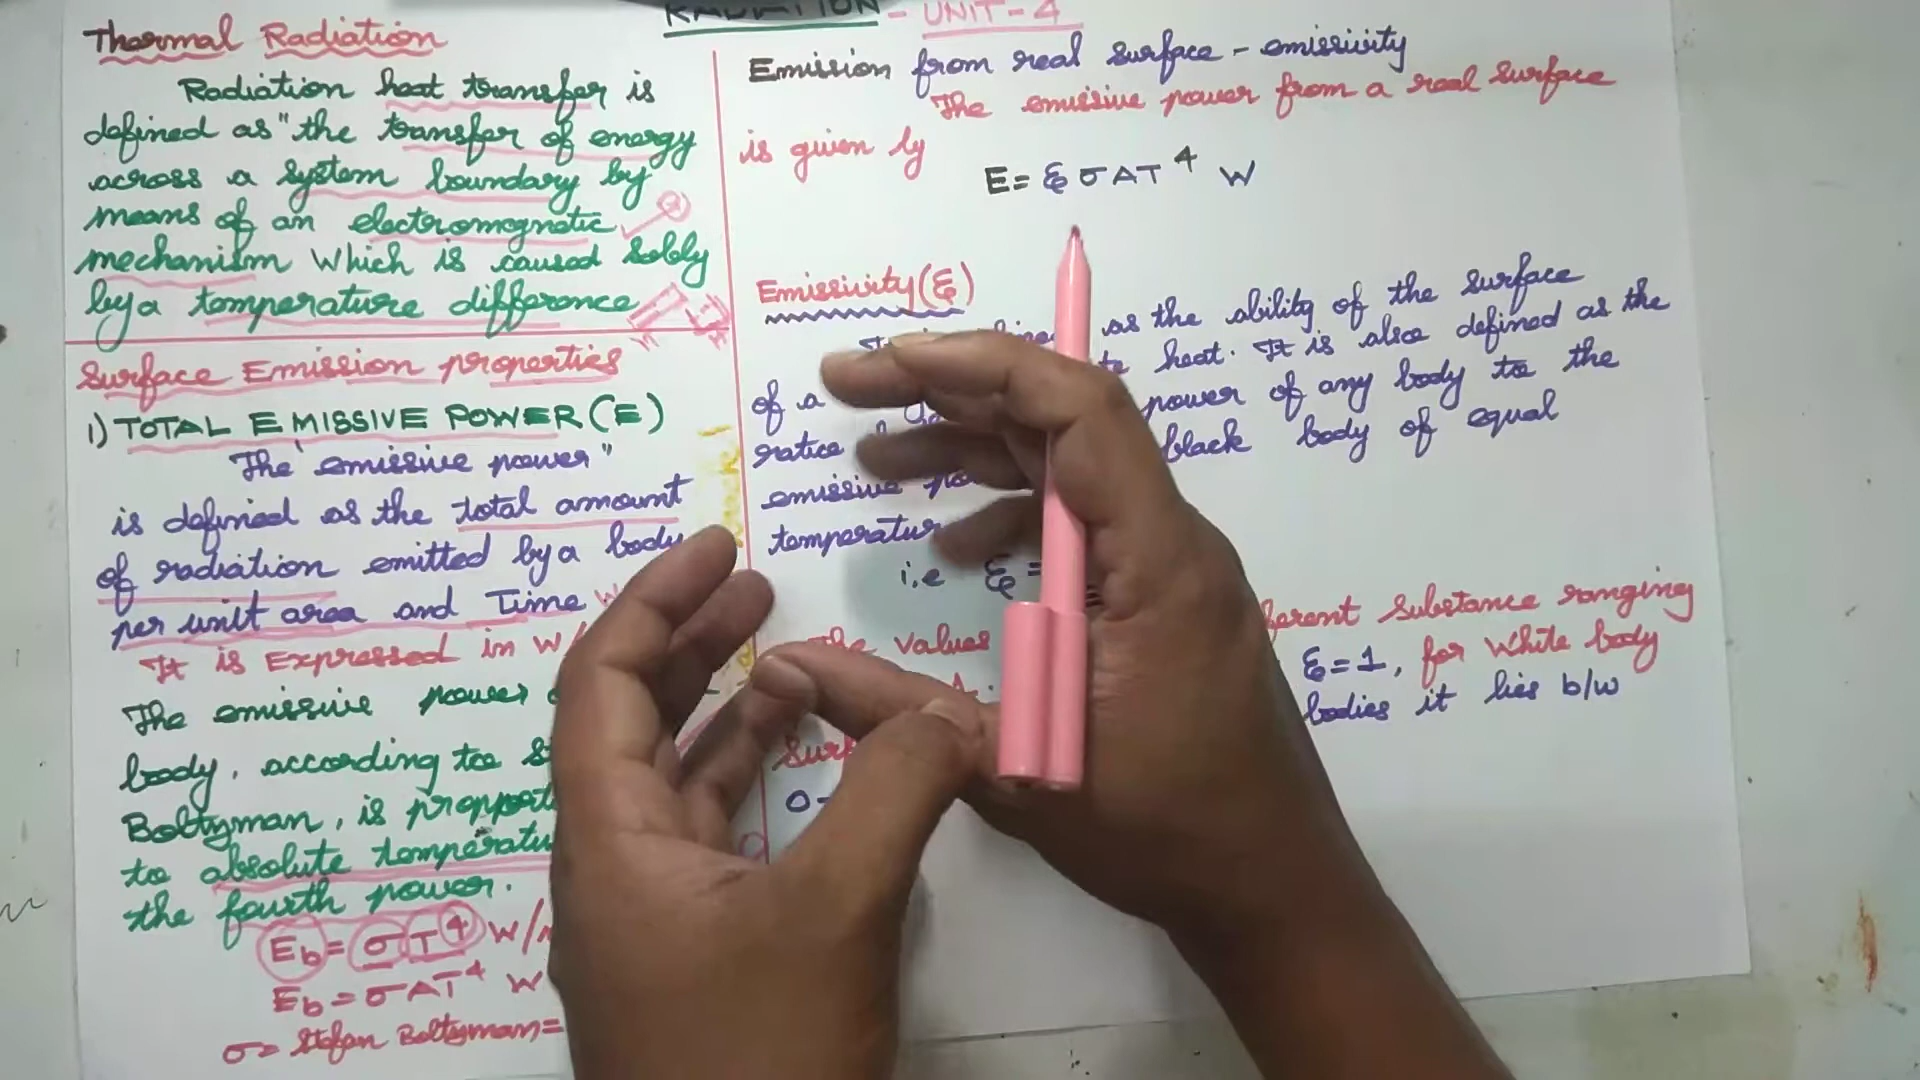 RADIATION - UNIT - 4
Thermal Radiation
Radiation heat transfer is
defined as "the transfer of energy
across a system boundary by
means of an electromagnetic
mechanism which is caused solely
by a temperature difference
Surface Emission properties
1) TOTAL EMISSIVE POWER (E)
The "emissive power"
is defined as the total amount
of radiation emitted by a body
per unit area and Time
It is Expressed in W/
The emissive power
body, according to
Boltzman, is
to absolute
the fourth power.
Eb = σT⁴ W/
Eb = σAT⁴ W
σ = Stefan Boltzman =
Emission from real surface - emissivity
The emissive power from a real surface
is given by
E = ξσAT⁴ W
Emissivity (ξ)
as the ability of the surface
of a heat. It is also defined as the
ratio power of any body to the
emissive black body of equal
temperature
i.e ξ =
The values substance ranging
ξ = 1, for white body
bodies it lies b/w
0